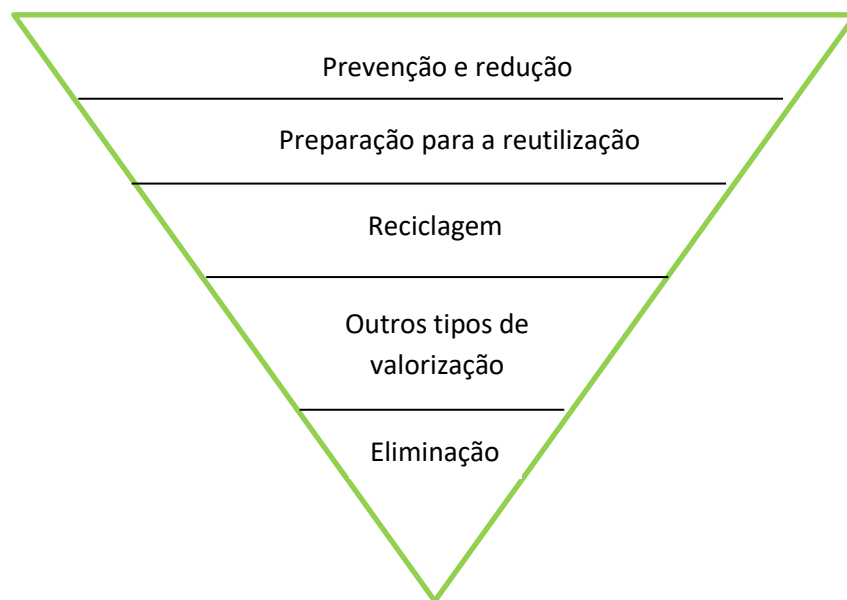 Prevenção e redução
Preparação para a reutilização
Reciclagem
Outros tipos de
valorização
Eliminação